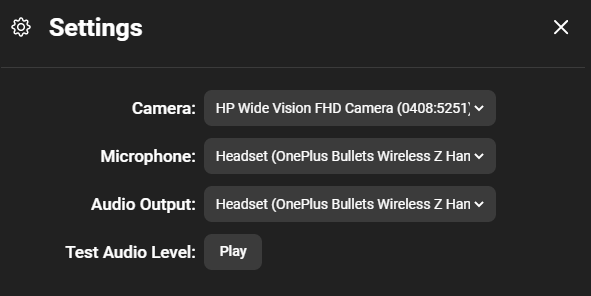 Settings
Camera: HP Wide Vision FHD Camera (0408:5251)
Microphone: Headset (OnePlus Bullets Wireless Z Han
Audio Output: Headset (OnePlus Bullets Wireless Z Han
Test Audio Level: Play